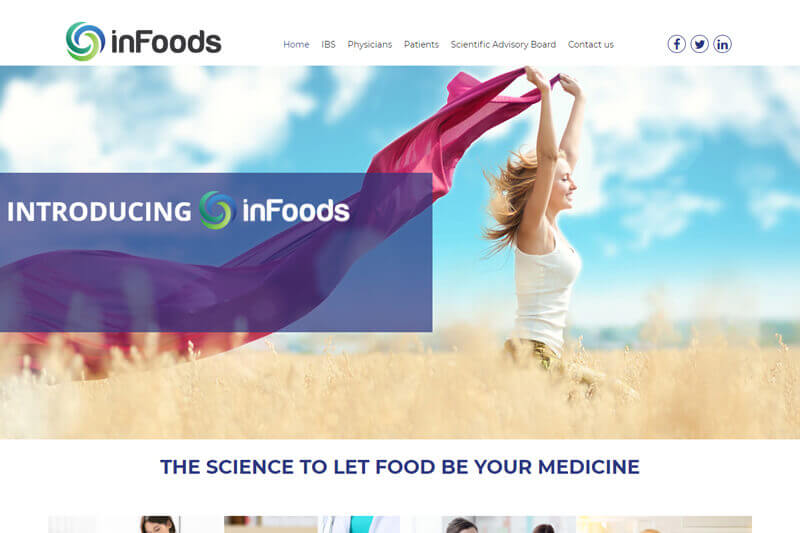 inFoods
Home IBS Physicians Patients Scientific Advisory Board Contact us
INTRODUCING inFoods
THE SCIENCE TO LET FOOD BE YOUR MEDICINE